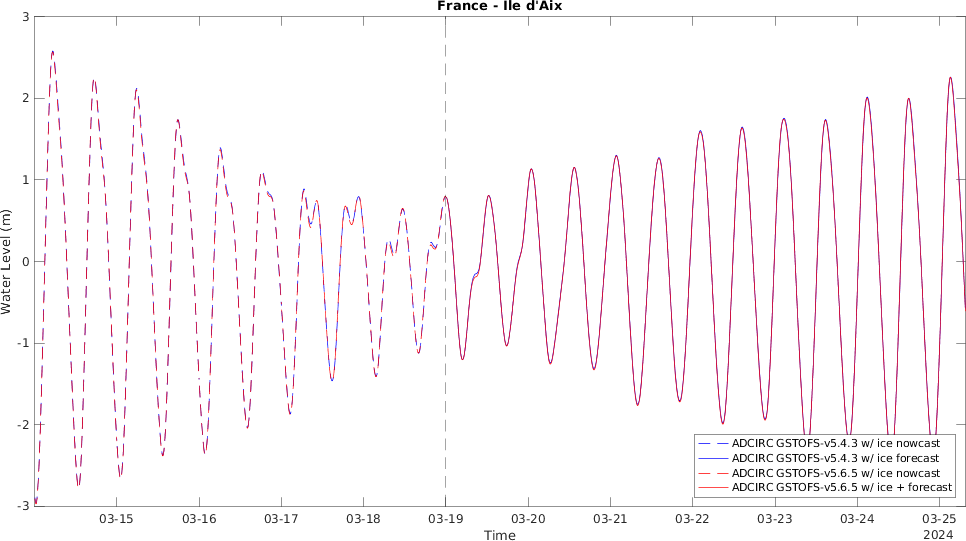 France - Ile d'Aix
3
2
1
0
-1
-2
-3
Water Level (m)
ADCIRC GSTOFS-v5.4.3 w/ ice nowcast
ADCIRC GSTOFS-v5.4.3 w/ ice forecast
ADCIRC GSTOFS-v5.6.5 w/ ice nowcast
ADCIRC GSTOFS-v5.6.5 w/ ice + forecast
03-15 03-16 03-17 03-18 03-19 03-20 03-21 03-22 03-23 03-24 03-25
Time
2024